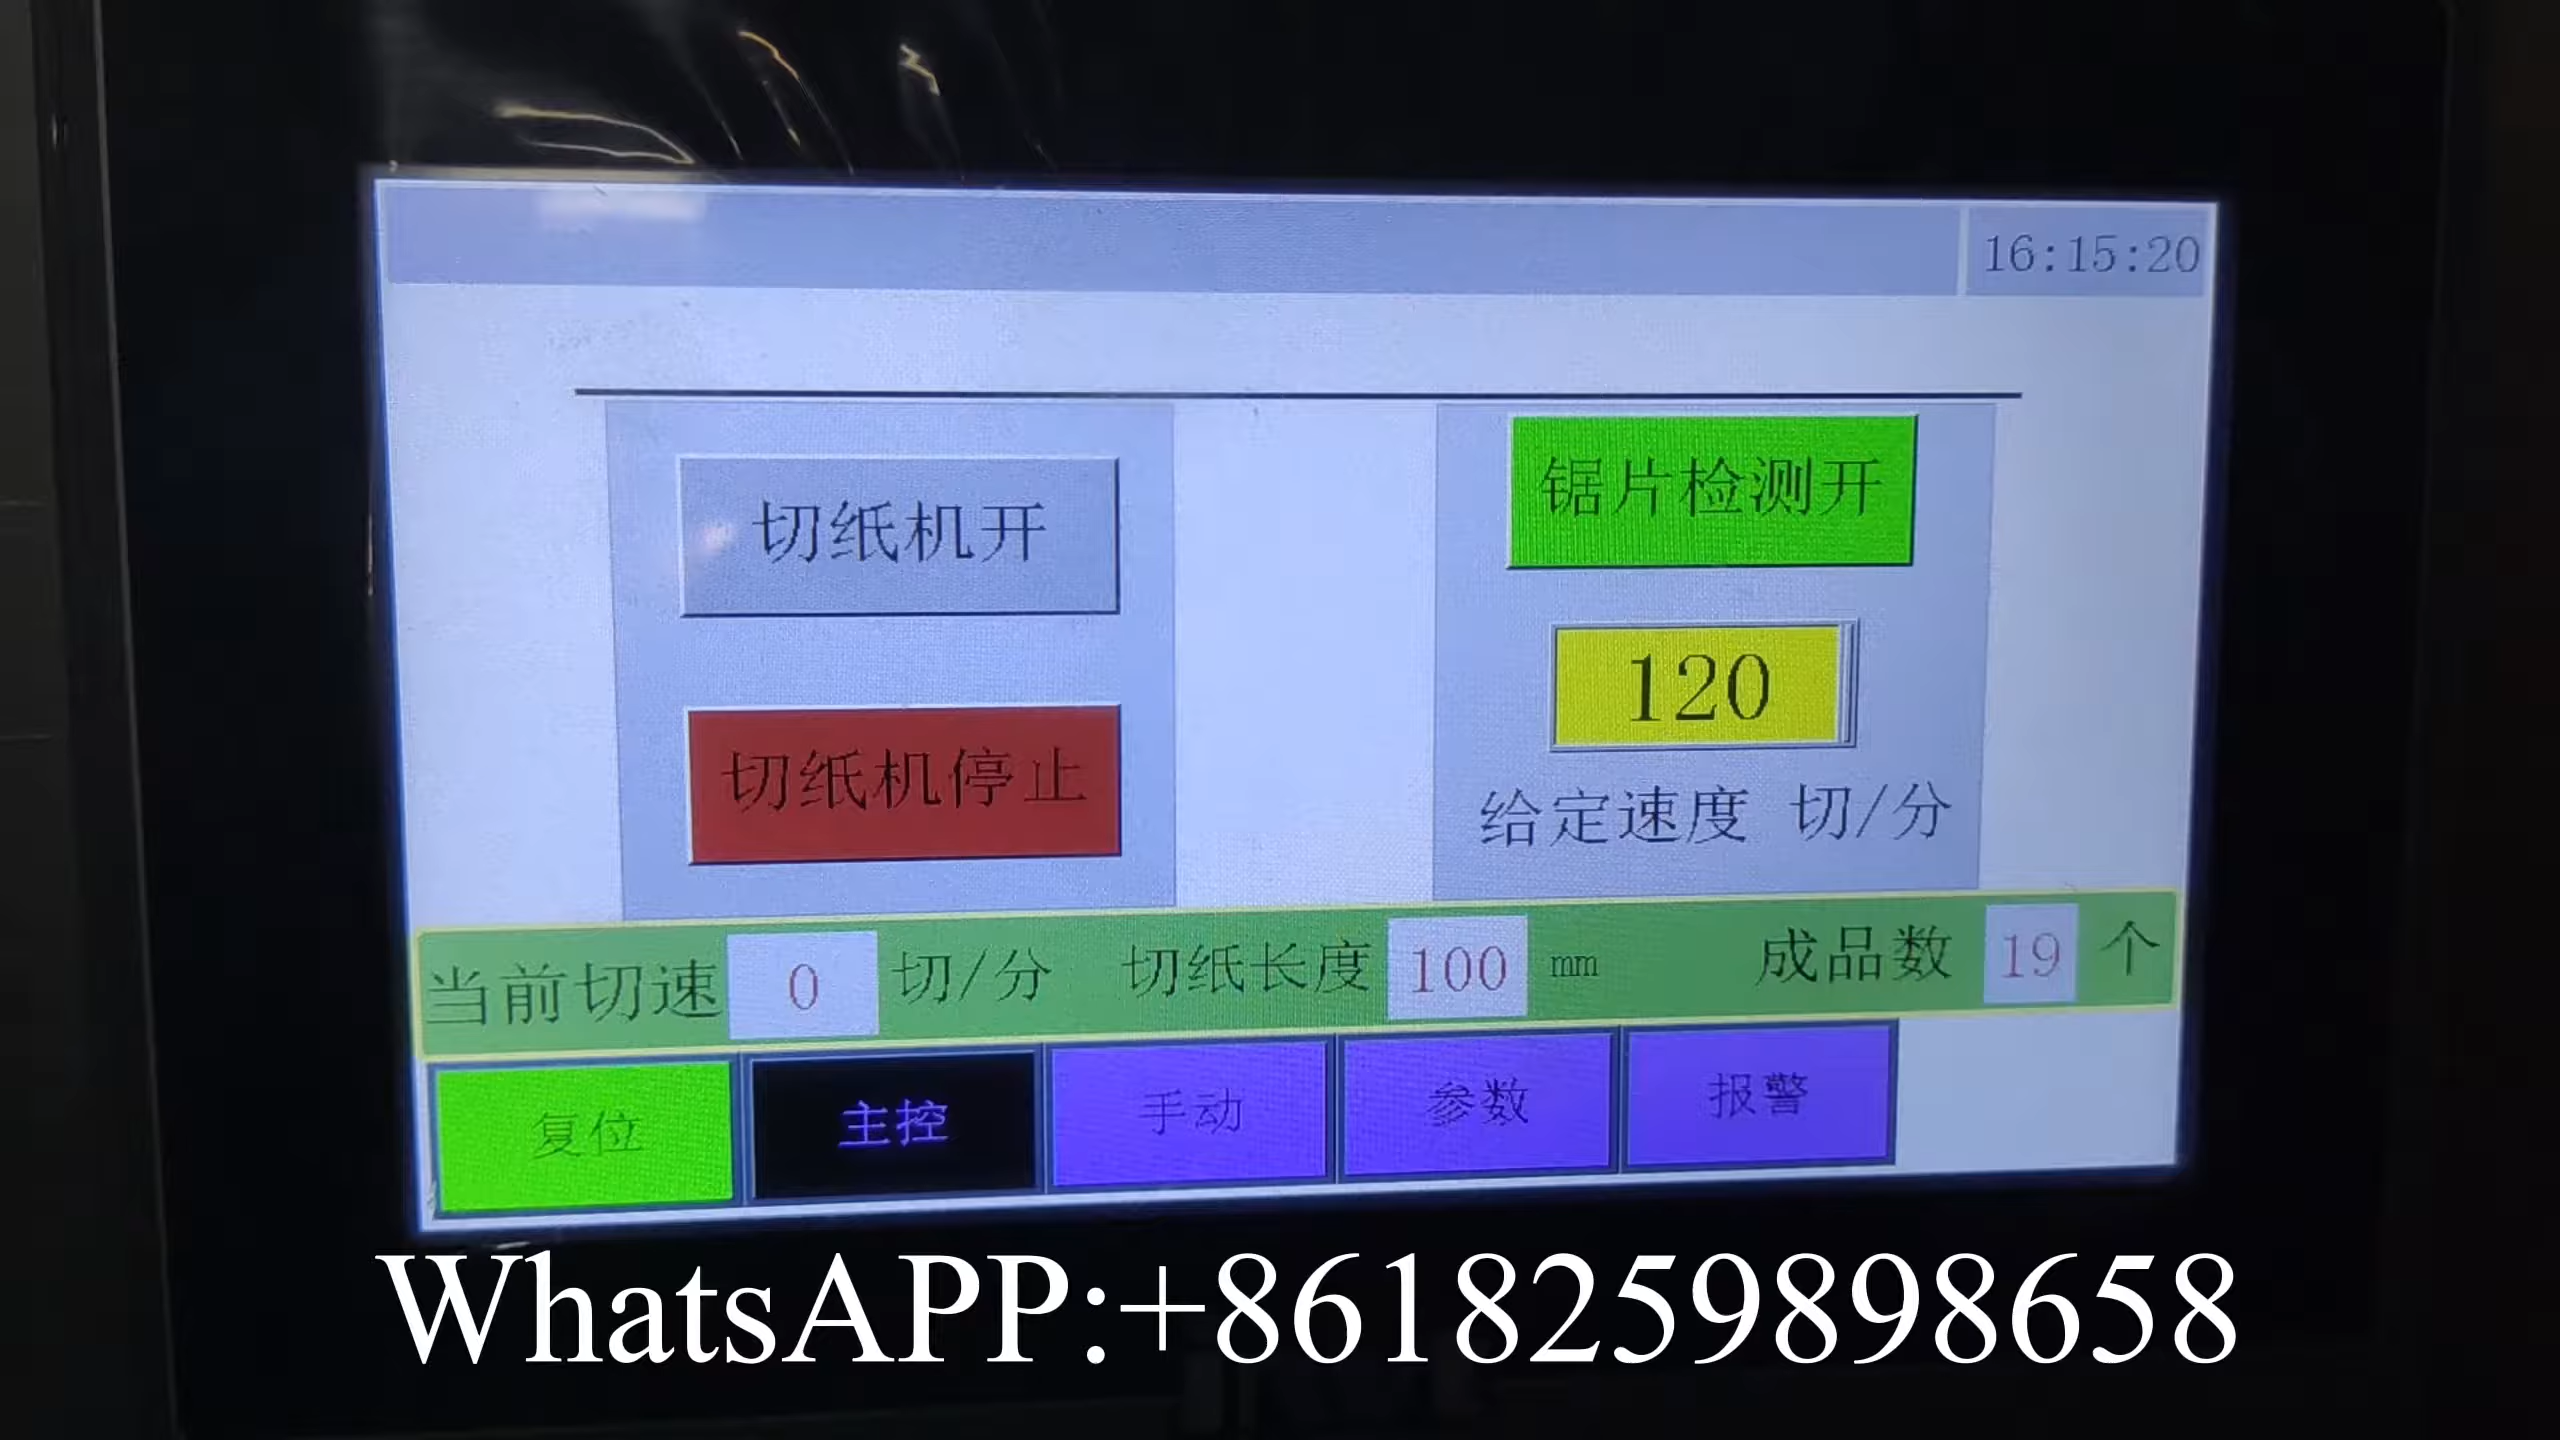 16:15:20
切纸机开
锯片检测开
120
切纸机停止
给定速度 切/分
当前切速 0 切/分 切纸长度 100 mm 成品数 19 个
复位 主控 手动 参数 报警
WhatsAPP:+8618259898658